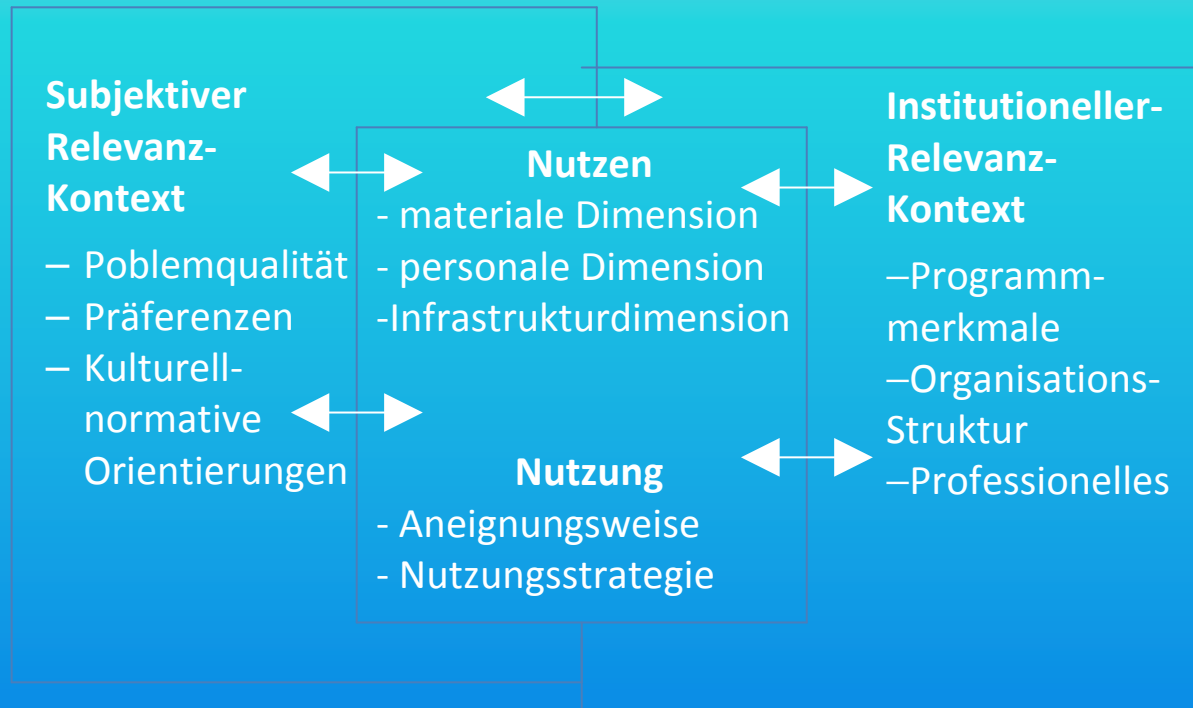 Subjektiver
Relevanz-
Kontext
– Poblemqualität
– Präferenzen
– Kulturell-
normative
Orientierungen
Nutzen
- materiale Dimension
- personale Dimension
-Infrastrukturdimension
Nutzung
- Aneignungsweise
- Nutzungsstrategie
Institutioneller-
Relevanz-
Kontext
–Programm-
merkmale
–Organisations-
Struktur
–Professionelles